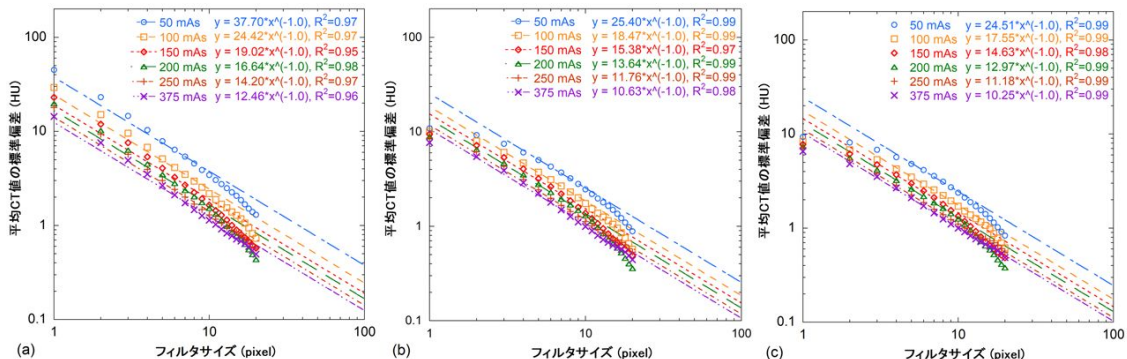 50 mAs y = 37.70*x^(-1.0), R²=0.97
100 mAs y = 24.42*x^(-1.0), R²=0.97
150 mAs y = 19.02*x^(-1.0), R²=0.95
200 mAs y = 16.64*x^(-1.0), R²=0.98
250 mAs y = 14.20*x^(-1.0), R²=0.97
375 mAs y = 12.46*x^(-1.0), R²=0.96
平均CT値の標準偏差 (HU)
100
10
1
0.1
1
10
100
(a)
フィルタサイズ (pixel)
50 mAs y = 25.40*x^(-1.0), R²=0.99
100 mAs y = 18.47*x^(-1.0), R²=0.99
150 mAs y = 15.38*x^(-1.0), R²=0.97
200 mAs y = 13.64*x^(-1.0), R²=0.99
250 mAs y = 11.76*x^(-1.0), R²=0.99
375 mAs y = 10.63*x^(-1.0), R²=0.98
平均CT値の標準偏差 (HU)
100
10
1
0.1
1
10
100
(b)
フィルタサイズ (pixel)
50 mAs y = 24.51*x^(-1.0), R²=0.99
100 mAs y = 17.55*x^(-1.0), R²=0.99
150 mAs y = 14.63*x^(-1.0), R²=0.98
200 mAs y = 12.97*x^(-1.0), R²=0.99
250 mAs y = 11.18*x^(-1.0), R²=0.99
375 mAs y = 10.25*x^(-1.0), R²=0.99
平均CT値の標準偏差 (HU)
100
10
1
0.1
1
10
100
(c)
フィルタサイズ (pixel)